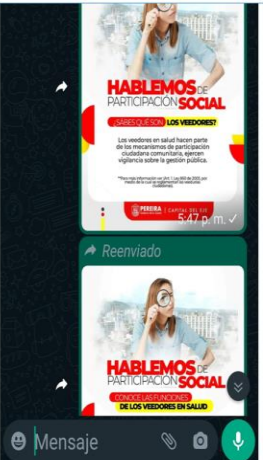 HABLEMOS DE
PARTICIPACIÓN SOCIAL
¿SABES QUÉ SON LOS VEEDORES?
Los veedores en salud hacen parte
de los mecanismos de participación
ciudadana comunitaria, ejercen
vigilancia sobre la gestión pública.
PEREIRA CAPITAL DEL EJE
5:47 p. m.
Reenviado
HABLEMOS DE
PARTICIPACIÓN SOCIAL
CONOCE LAS FUNCIONES
DE LOS VEEDORES EN SALUD
Mensaje